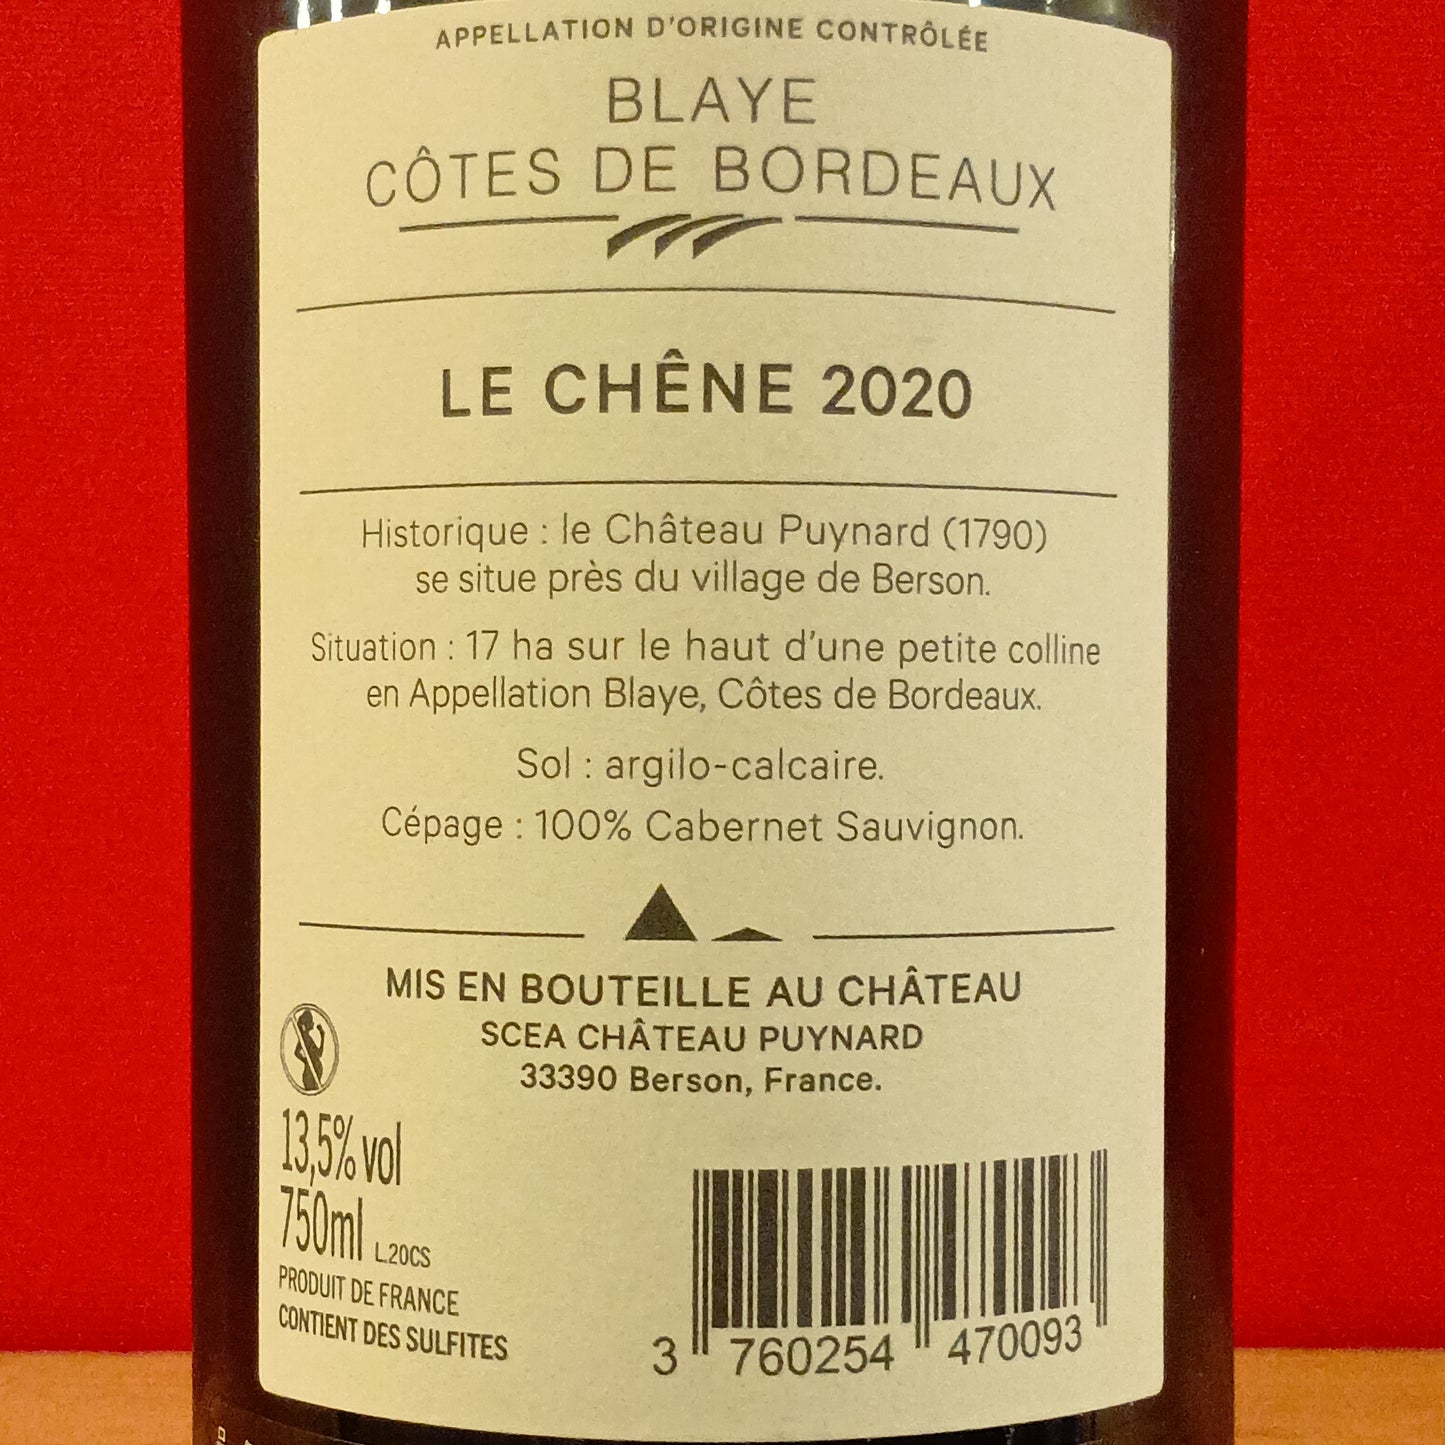 APPELLATION D'ORIGINE CONTRÔLÉE
BLAYE
CÔTES DE BORDEAUX
LE CHÊNE 2020
Historique : le Château Puynard (1790)
se situe près du village de Berson.
Situation : 17 ha sur le haut d'une petite colline
en Appellation Blaye, Côtes de Bordeaux.
Sol : argilo-calcaire.
Cépage : 100% Cabernet Sauvignon.
MIS EN BOUTEILLE AU CHÂTEAU
SCEA CHÂTEAU PUYNARD
33390 Berson, France.
13,5% vol
750ml L.20CS
PRODUIT DE FRANCE
CONTIENT DES SULFITES
3 760254 470093